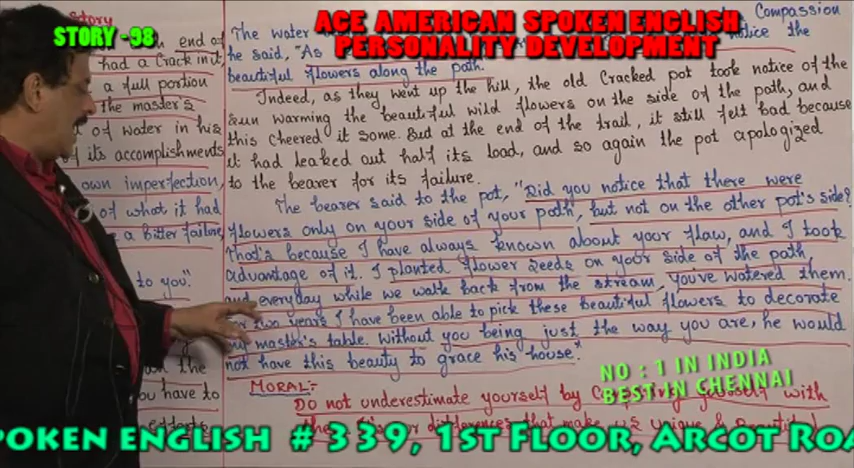 Story
STORY -98
end of
had a Crack in it,
a full portion
the master's
of water in his
of its accomplishments
own imperfection,
of what it had
a Bitter failure,
to you".
the
you have to
efforts
ACE AMERICAN SPOKEN ENGLISH
PERSONALITY DEVELOPMENT
The water
Compassion
he said, "As
notice the
beautiful flowers along the path.
Indeed, as they went up the hill, the old Cracked pot took notice of the
sun warming the beautiful wild flowers on the side of the path, and
this cheered it some. But at the end of the trail, it still felt bad because
it had leaked out half its load, and so again the pot apologized
to the bearer for its failure.
The bearer said to the pot, "Did you notice that there were
flowers only on your side of your path, but not on the other pot's side?
That's because I have always known about your flaw, and I took
advantage of it. I planted flower seeds on your side of the path,
and everyday while we walk back from the stream, you've watered them.
For two years I have been able to pick these beautiful flowers to decorate
my master's table. Without you being just the way you are, he would
not have this beauty to grace his house."
NO : 1 IN INDIA
BEST IN CHENNAI
MORAL:-
Do not underestimate yourself by yourself with
or differences that make us unique & Beautiful
POKEN ENGLISH # 339, 1ST FLOOR, ARCOT ROA